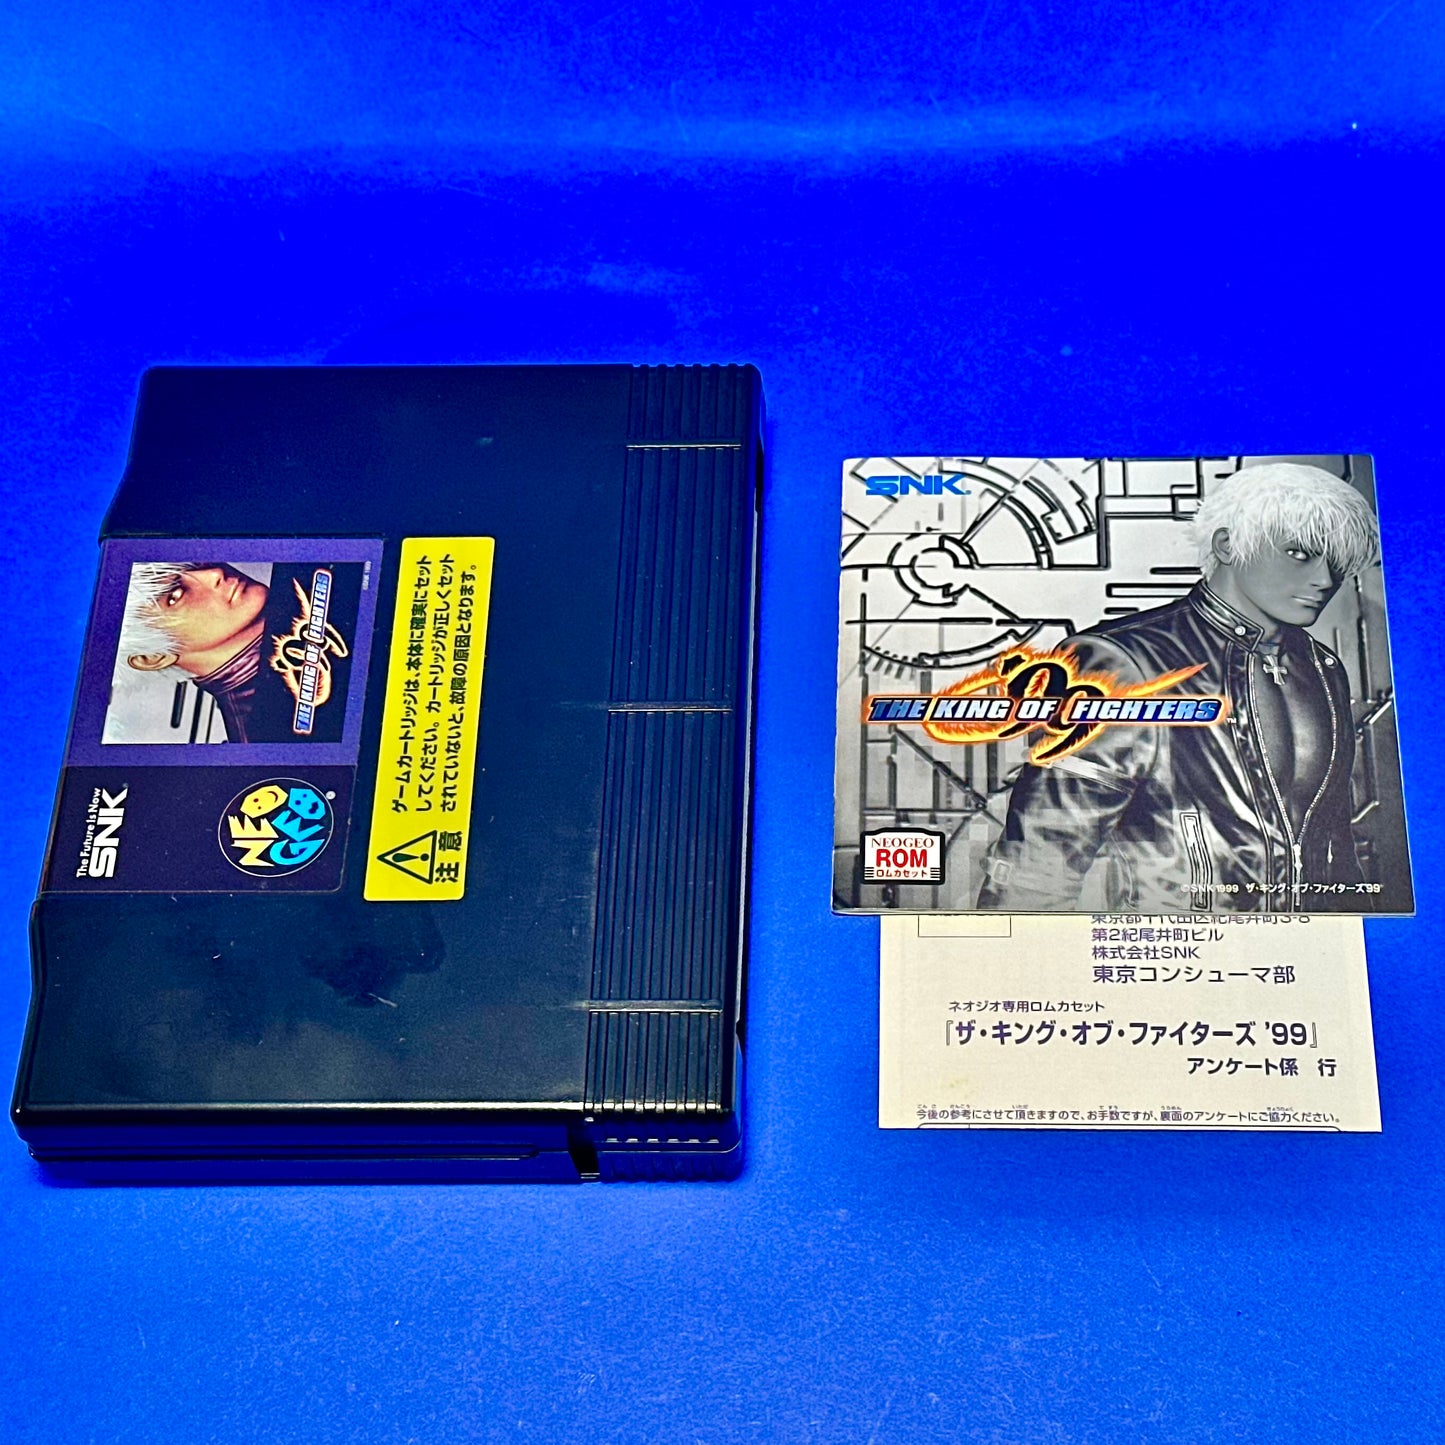 ©SNK 1999
'99
THE KING OF FIGHTERS
The Future Is Now
SNK
NEO
GEO
注意
ゲームカートリッジは、本体に確実にセット
してください。カートリッジが正しくセット
されていないと、故障の原因となります。
SNK
'99
THE KING OF FIGHTERS™
NEOGEO
ROM
ロムカセット
©SNK 1999 ザ・キング・オブ・ファイターズ'99
東京都千代田区紀尾井町3-8
第2紀尾井町ビル
株式会社SNK
東京コンシューマ部
ネオジオ専用ロムカセット
『ザ・キング・オブ・ファイターズ '99』
アンケート係 行
今後の参考にさせて頂きますので、お手数ですが、裏面のアンケートにご協力ください。